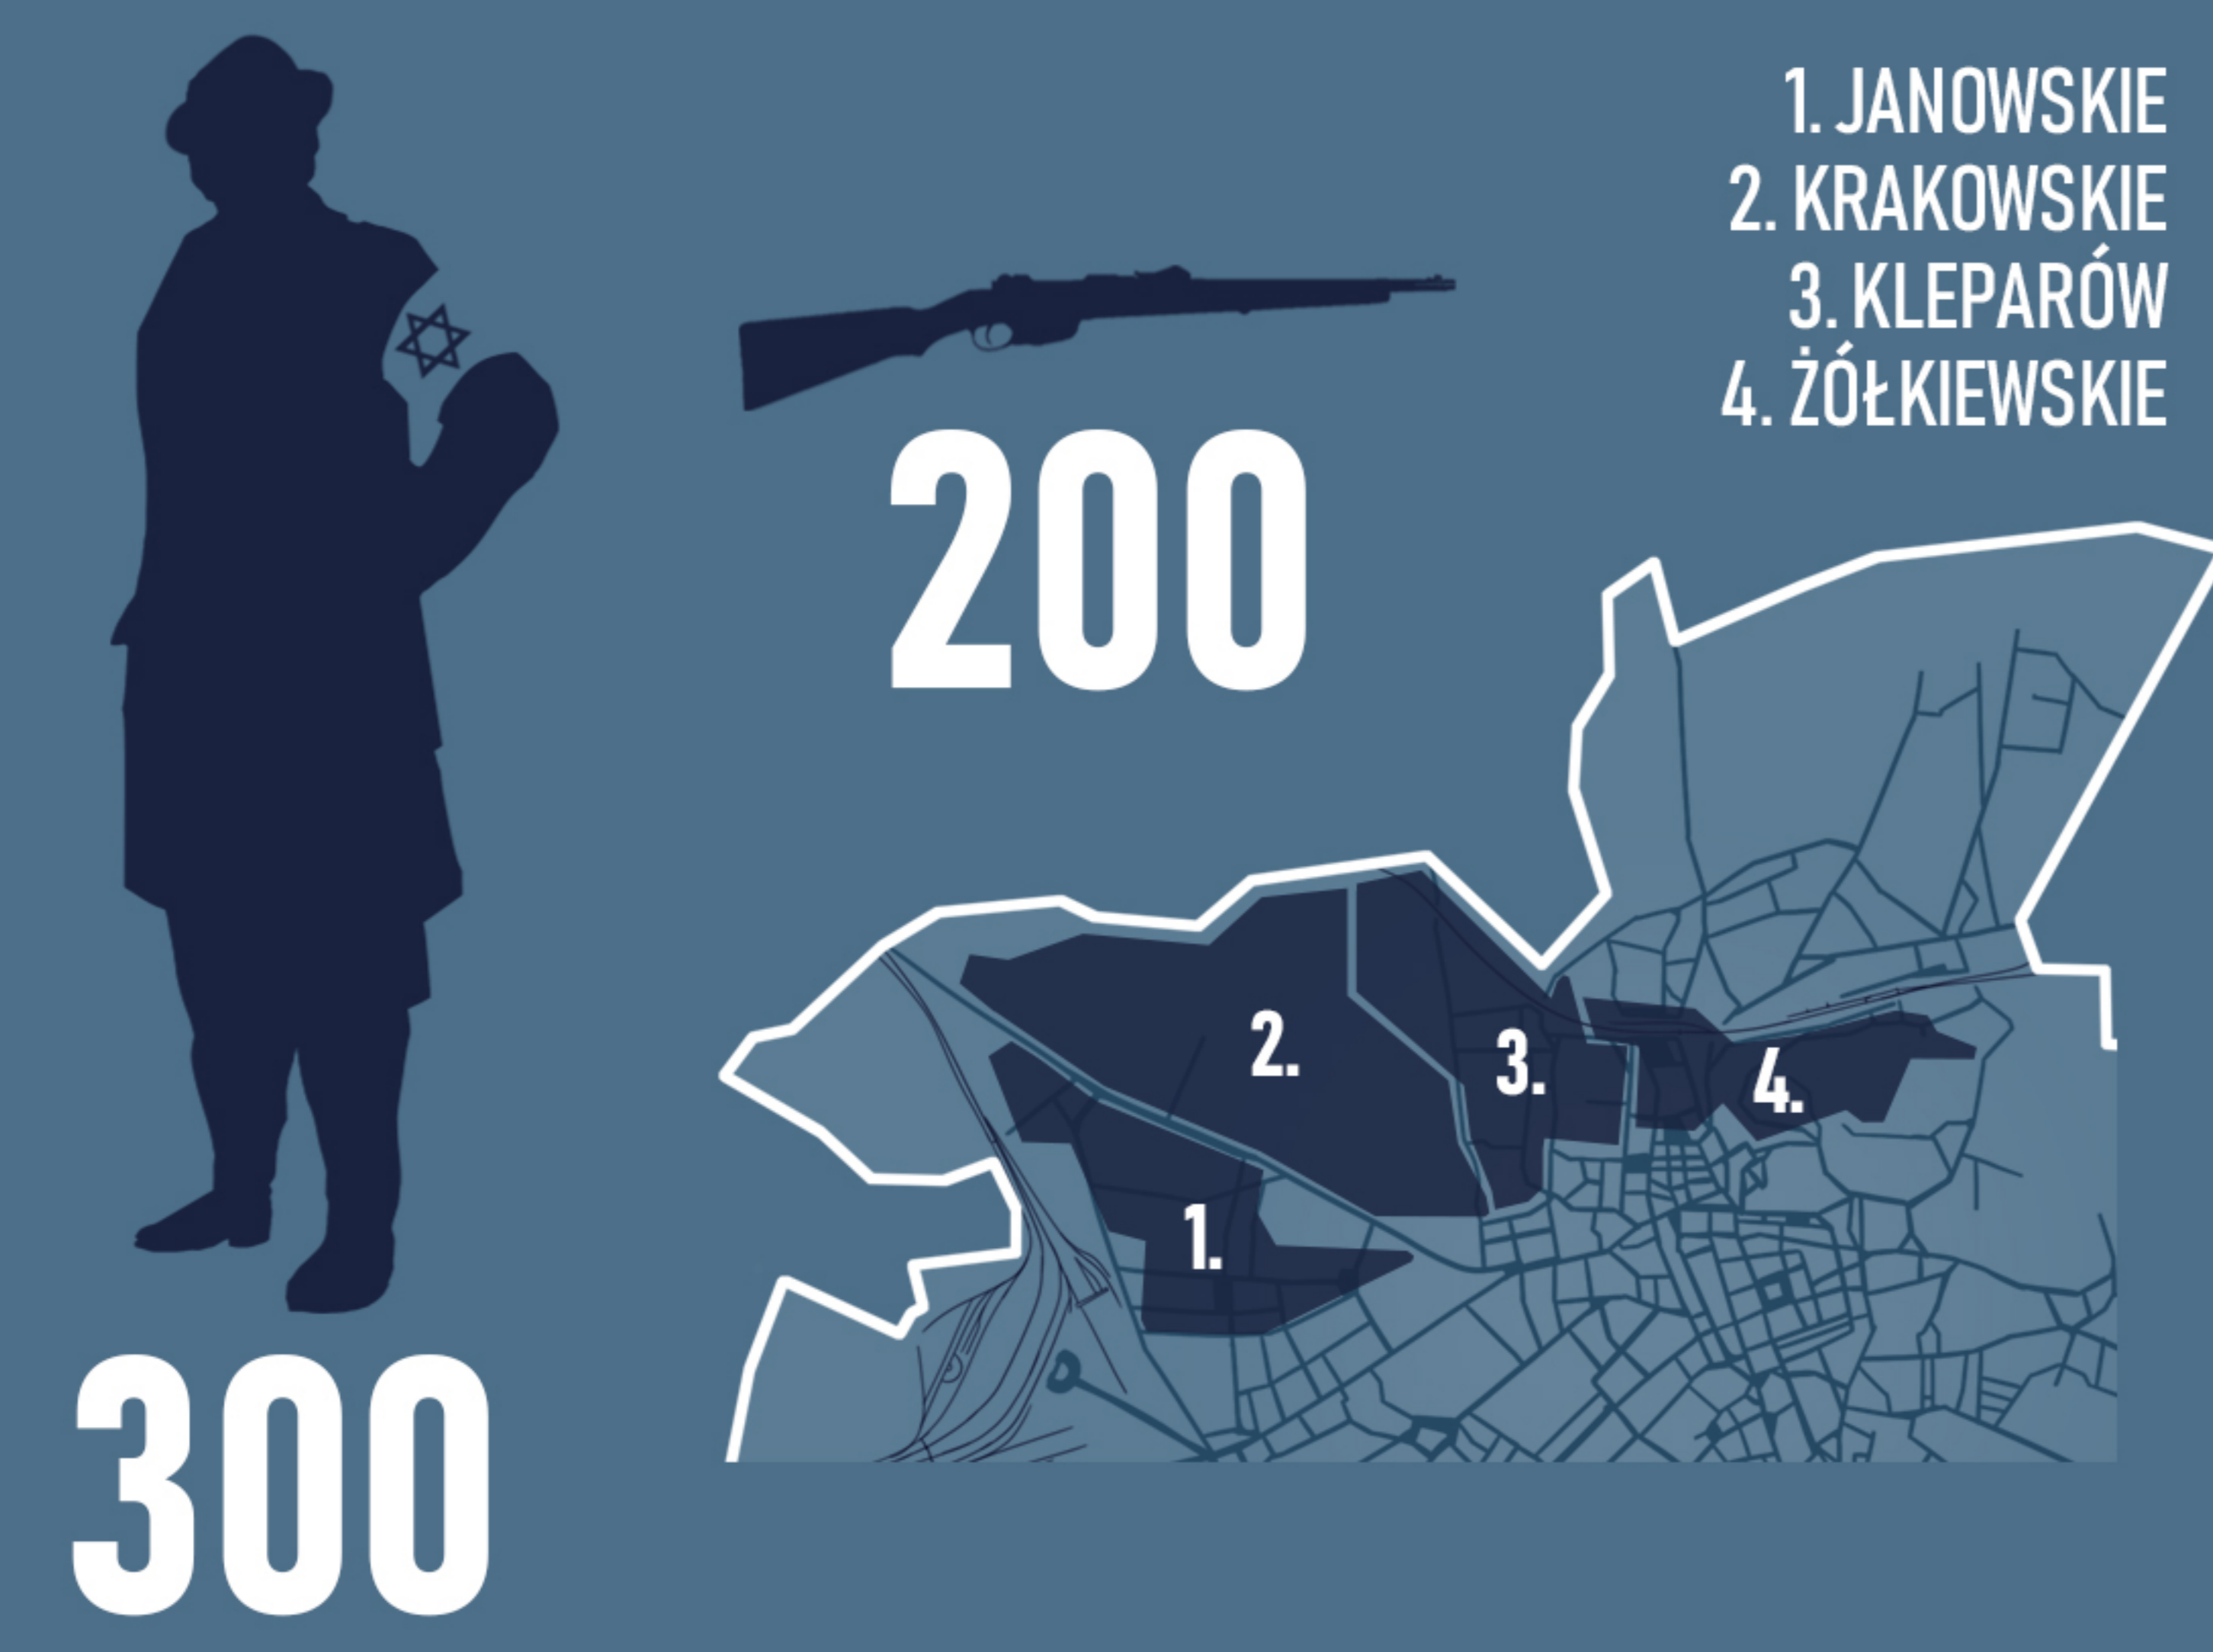 1. JANOWSKIE
2. KRAKOWSKIE
3. KLEPARÓW
4. ŻÓŁKIEWSKIE
200
300
2.
3.
4.
1.